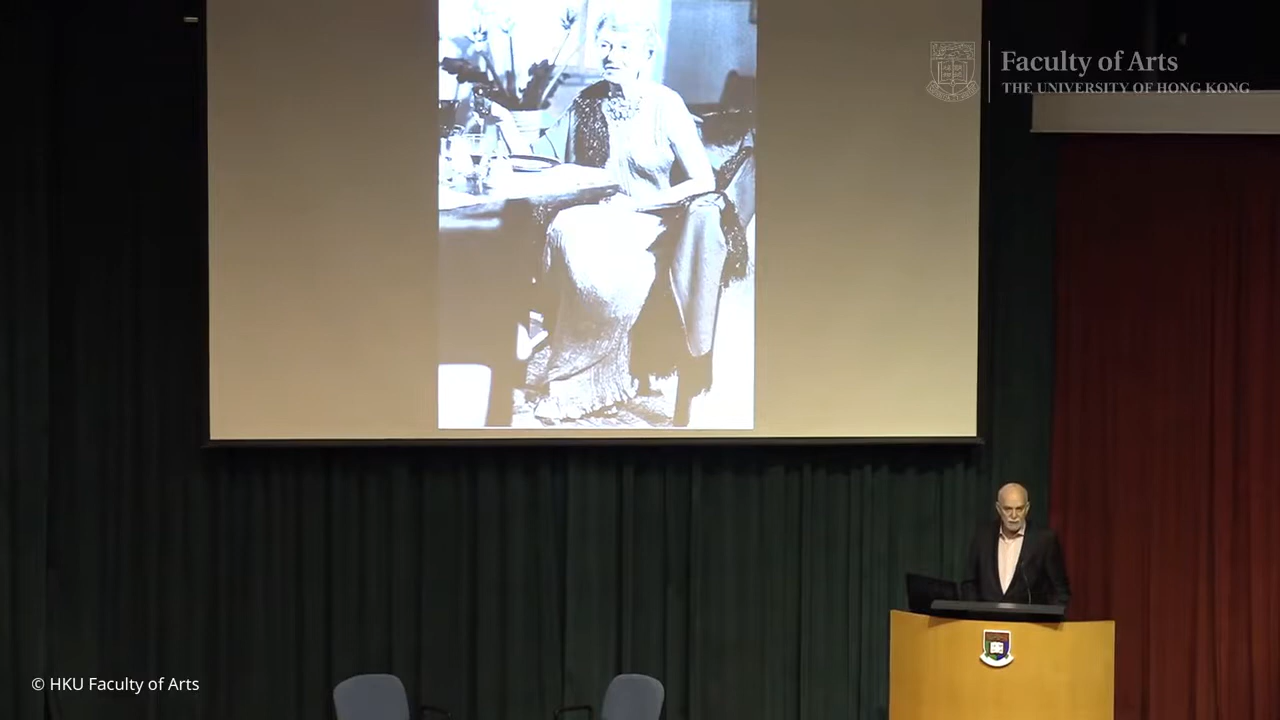 Faculty of Arts
THE UNIVERSITY OF HONG KONG
© HKU Faculty of Arts